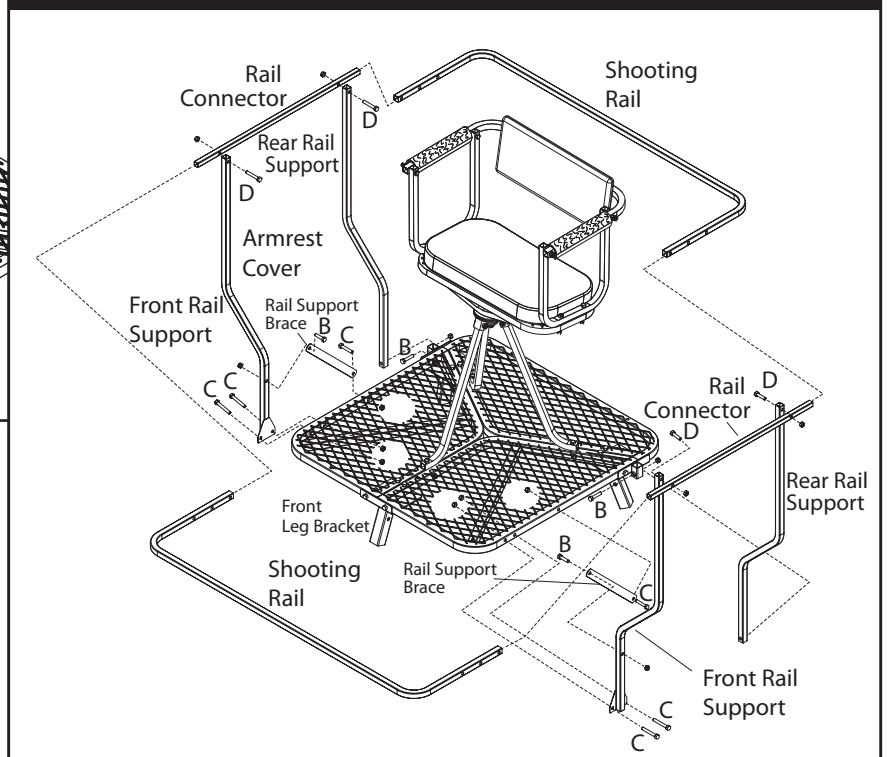 Rail
Connector
Shooting
Rail
D
Rear Rail
Support
D
Armrest
Cover
Front Rail
Support
Rail Support
Brace
B
C
B
C
C
Rail
Connector
D
D
Rear Rail
Support
Front
Leg Bracket
B
B
Shooting
Rail
Rail Support
Brace
C
Front Rail
Support
C
C